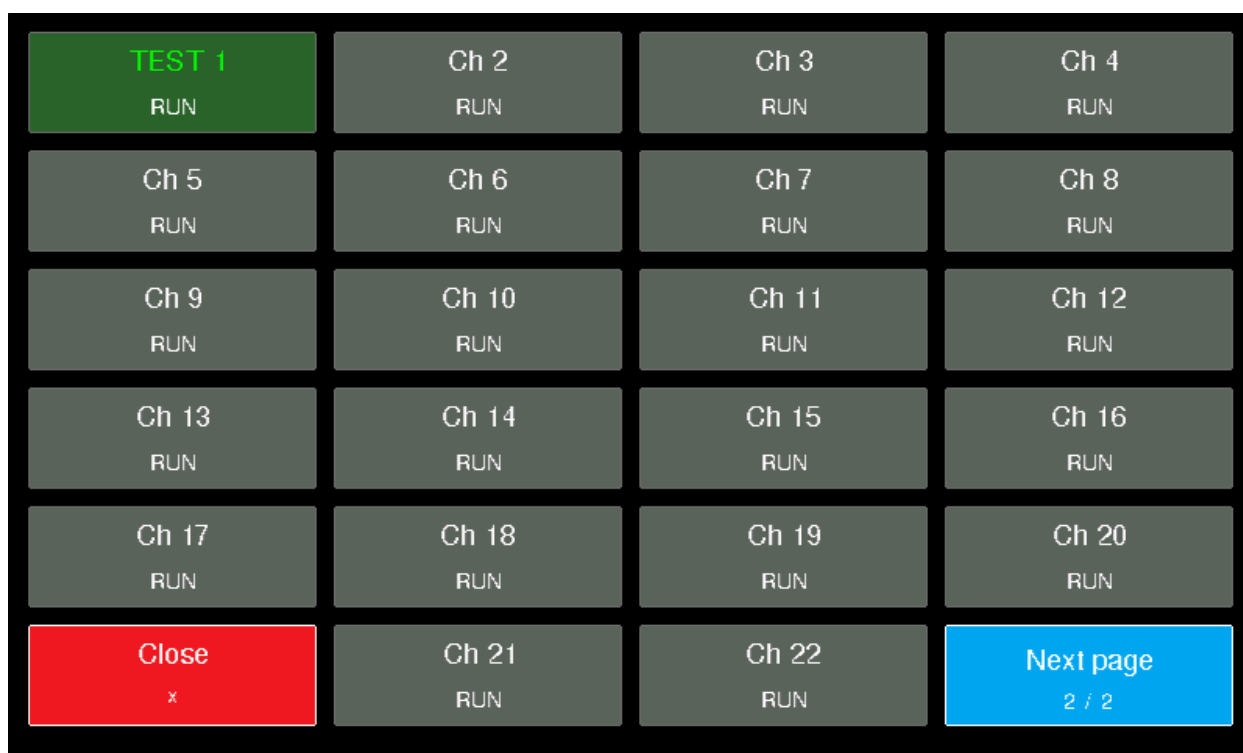 TEST 1
RUN
Ch 2
RUN
Ch 3
RUN
Ch 4
RUN
Ch 5
RUN
Ch 6
RUN
Ch 7
RUN
Ch 8
RUN
Ch 9
RUN
Ch 10
RUN
Ch 11
RUN
Ch 12
RUN
Ch 13
RUN
Ch 14
RUN
Ch 15
RUN
Ch 16
RUN
Ch 17
RUN
Ch 18
RUN
Ch 19
RUN
Ch 20
RUN
Close
x
Ch 21
RUN
Ch 22
RUN
Next page
2 / 2